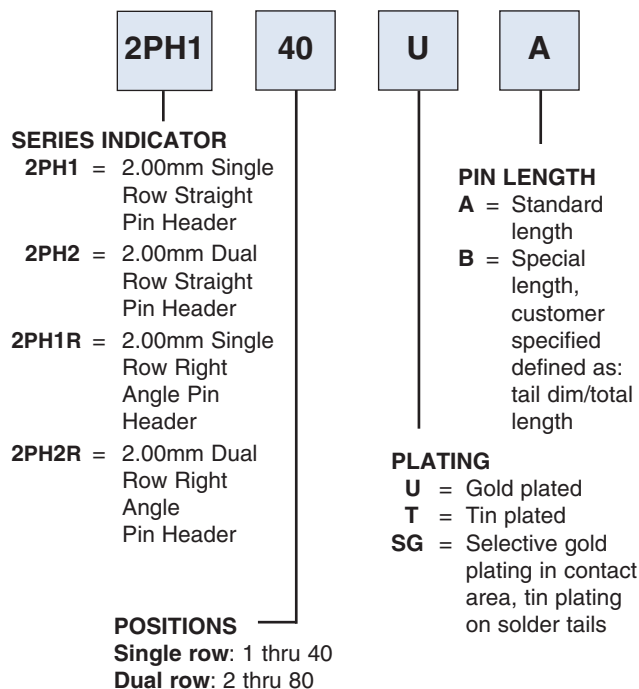 2PH1 40 U A
SERIES INDICATOR
2PH1 = 2.00mm Single
Row Straight
Pin Header
2PH2 = 2.00mm Dual
Row Straight
Pin Header
2PH1R = 2.00mm Single
Row Right
Angle Pin
Header
2PH2R = 2.00mm Dual
Row Right
Angle
Pin Header
POSITIONS
Single row: 1 thru 40
Dual row: 2 thru 80
PLATING
U = Gold plated
T = Tin plated
SG = Selective gold
plating in contact
area, tin plating
on solder tails
PIN LENGTH
A = Standard
length
B = Special
length,
customer
specified
defined as:
tail dim/total
length